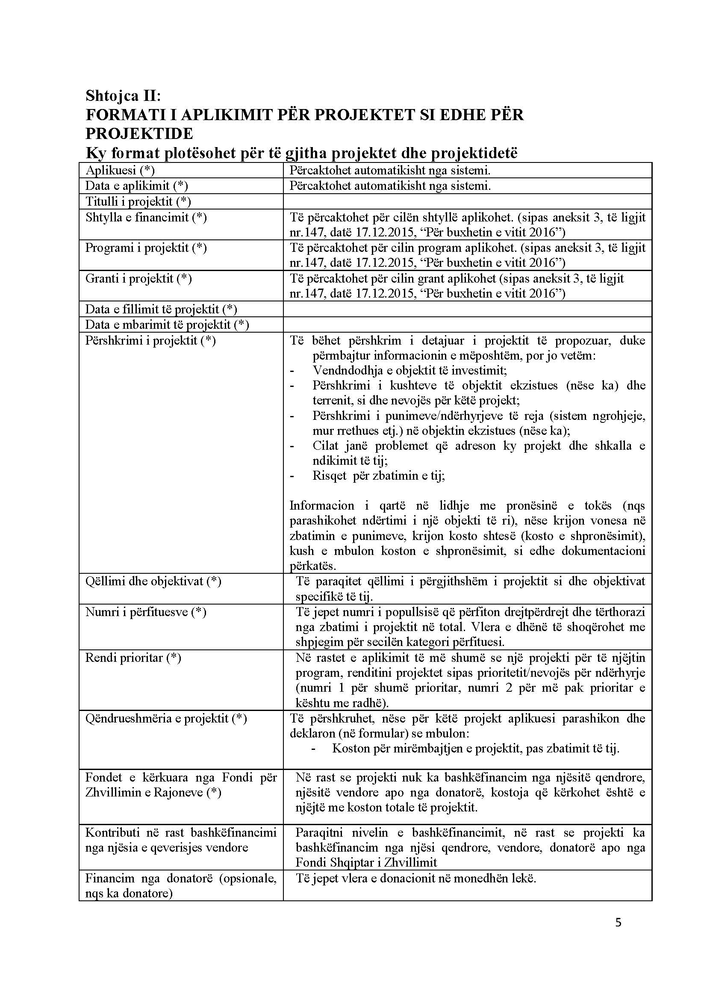 Shtojca II:
FORMATI I APLIKIMIT PËR PROJEKTET SI EDHE PËR
PROJEKTIDE
Ky format plotësohet për të gjitha projektet dhe projektidetë
Aplikuesi (*)
Përcaktohet automatikisht nga sistemi.
Data e aplikimit (*)
Përcaktohet automatikisht nga sistemi.
Titulli i projektit (*)
Shtylla e financimit (*)
Të përcaktohet për cilën shtyllë aplikohet. (sipas aneksit 3, të ligjit
nr.147, datë 17.12.2015, “Për buxhetin e vitit 2016”)
Programi i projektit (*)
Të përcaktohet për cilin program aplikohet. (sipas aneksit 3, të ligjit
nr.147, datë 17.12.2015, “Për buxhetin e vitit 2016”)
Granti i projektit (*)
Të përcaktohet për cilin grant aplikohet (sipas aneksit 3, të ligjit
nr.147, datë 17.12.2015, “Për buxhetin e vitit 2016”)
Data e fillimit të projektit (*)
Data e mbarimit të projektit (*)
Përshkrimi i projektit (*)
Të bëhet përshkrim i detajuar i projektit të propozuar, duke
përmbajtur informacionin e mëposhtëm, por jo vetëm:
- Vendndodhja e objektit të investimit;
- Përshkrimi i kushteve të objektit ekzistues (nëse ka) dhe
terrenit, si dhe nevojës për këtë projekt;
- Përshkrimi i punimeve/ndërhyrjeve të reja (sistem ngrohjeje,
mur rrethues etj.) në objektin ekzistues (nëse ka);
- Cilat janë problemet që adreson ky projekt dhe shkalla e
ndikimit të tij;
- Risqet për zbatimin e tij;
Informacion i qartë në lidhje me pronësinë e tokës (nqs
parashikohet ndërtimi i një objekti të ri), nëse krijon vonesa në
zbatimin e punimeve, krijon kosto shtesë (kosto e shpronësimit),
kush e mbulon koston e shpronësimit, si edhe dokumentacioni
përkatës.
Qëllimi dhe objektivat (*)
Të paraqitet qëllimi i përgjithshëm i projektit si dhe objektivat
specifikë të tij.
Numri i përfituesve (*)
Të jepet numri i popullsisë që përfiton drejtpërdrejt dhe tërthorazi
nga zbatimi i projektit në total. Vlera e dhënë të shoqërohet me
shpjegim për secilën kategori përfituesi.
Rendi prioritar (*)
Në rastet e aplikimit të më shumë se një projekti për të njëjtin
program, renditini projektet sipas prioritetit/nevojës për ndërhyrje
(numri 1 për shumë prioritar, numri 2 për më pak prioritar e
kështu me radhë).
Qëndrueshmëria e projektit (*)
Të përshkruhet, nëse për këtë projekt aplikuesi parashikon dhe
deklaron (në formular) se mbulon:
- Koston për mirëmbajtjen e projektit, pas zbatimit të tij.
Fondet e kërkuara nga Fondi për
Zhvillimin e Rajoneve (*)
Në rast se projekti nuk ka bashkëfinancim nga njësitë qendrore,
njësitë vendore apo nga donatorë, kostoja që kërkohet është e
njëjtë me koston totale të projektit.
Kontributi në rast bashkëfinancimi
nga njësia e qeverisjes vendore
Paraqitni nivelin e bashkëfinancimit, në rast se projekti ka
bashkëfinancim nga njësi qendrore, vendore, donatorë apo nga
Fondi Shqiptar i Zhvillimit
Financim nga donatorë (opsionale,
nqs ka donatore)
Të jepet vlera e donacionit në monedhën lekë.
5